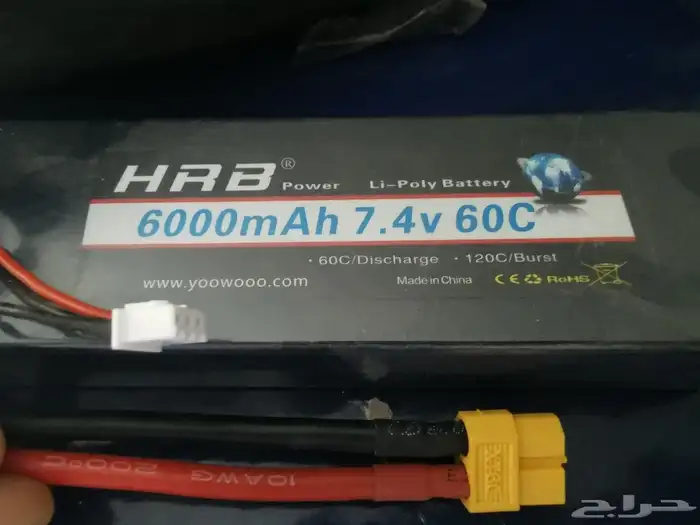 HRB® Power Li-Poly Battery
6000mAh 7.4v 60C
· 60C/Discharge · 120C/Burst
www.yoowooo.com Made in China CE RoHS
200°C 10AWG
حراج